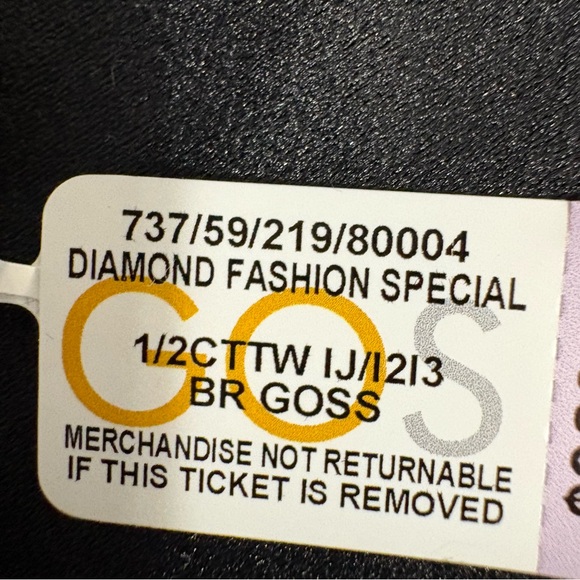 737/59/219/80004
DIAMOND FASHION SPECIAL
GOS
1/2CTTW IJ/I2I3
BR GOSS
MERCHANDISE NOT RETURNABLE
IF THIS TICKET IS REMOVED